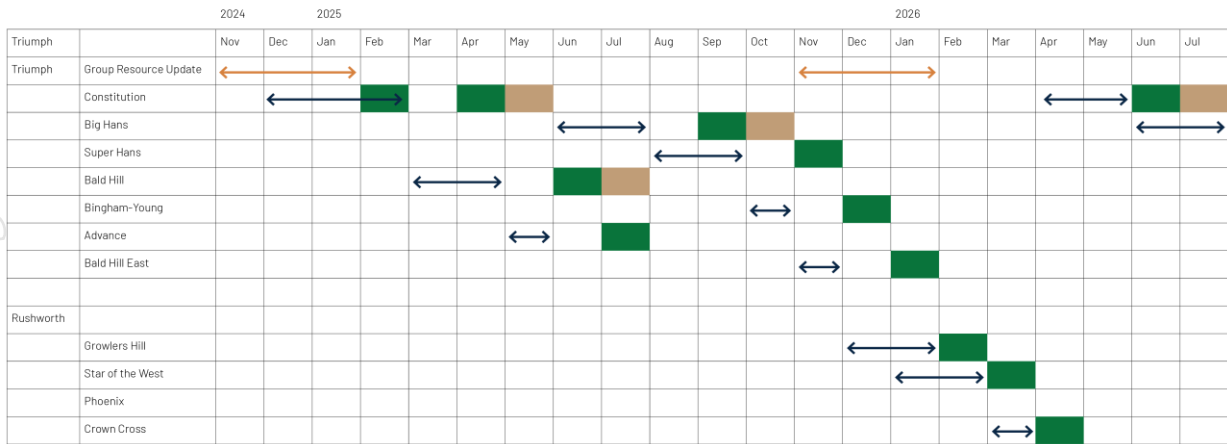 2024 2025 2026
Triumph Nov Dec Jan Feb Mar Apr May Jun Jul Aug Sep Oct Nov Dec Jan Feb Mar Apr May Jun Jul
Triumph Group Resource Update
Constitution
Big Hans
Super Hans
Bald Hill
Bingham-Young
Advance
Bald Hill East
Rushworth
Growlers Hill
Star of the West
Phoenix
Crown Cross